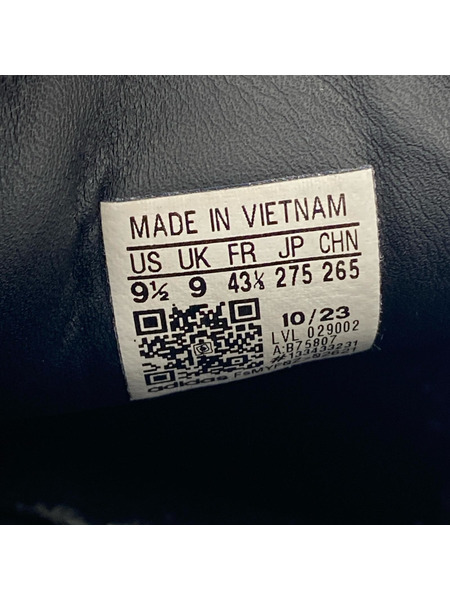 MADE IN VIETNAM
US UK FR JP CHN
9½ 9 43⅓ 275 265
10/23
LVL 029002
A:B75807
#:133433231
adidas